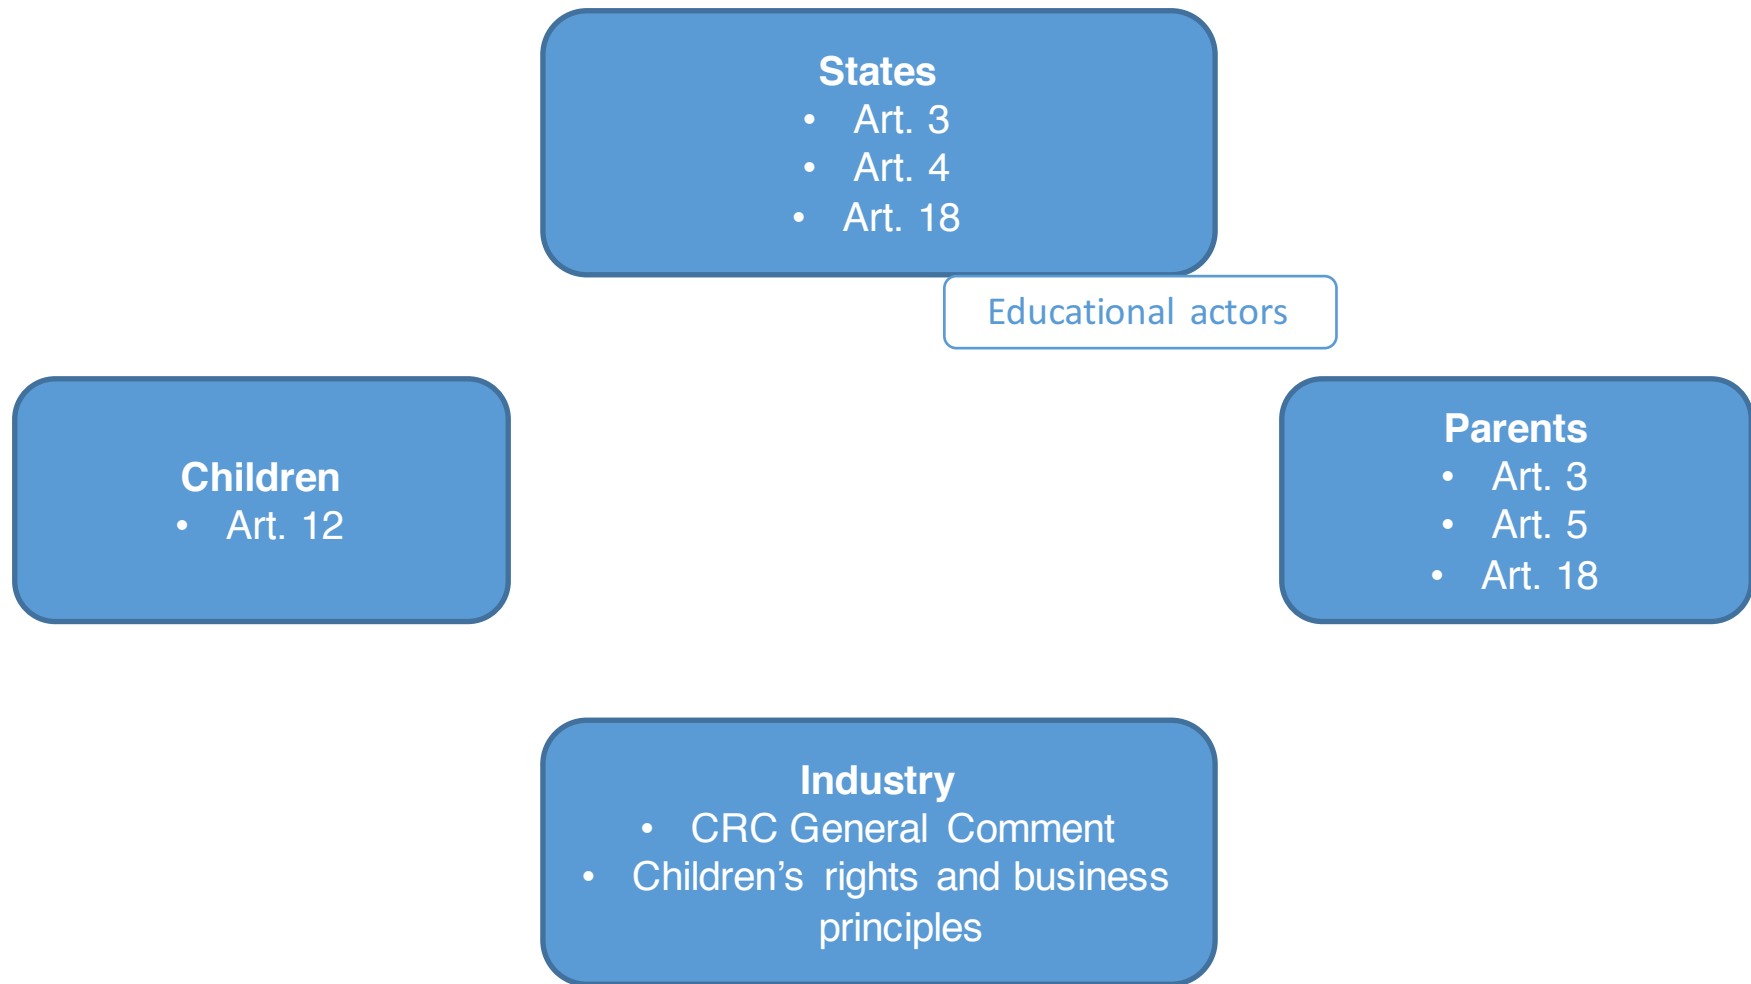 States
• Art. 3
• Art. 4
• Art. 18
Educational actors
Children
• Art. 12
Parents
• Art. 3
• Art. 5
• Art. 18
Industry
• CRC General Comment
• Children’s rights and business
principles